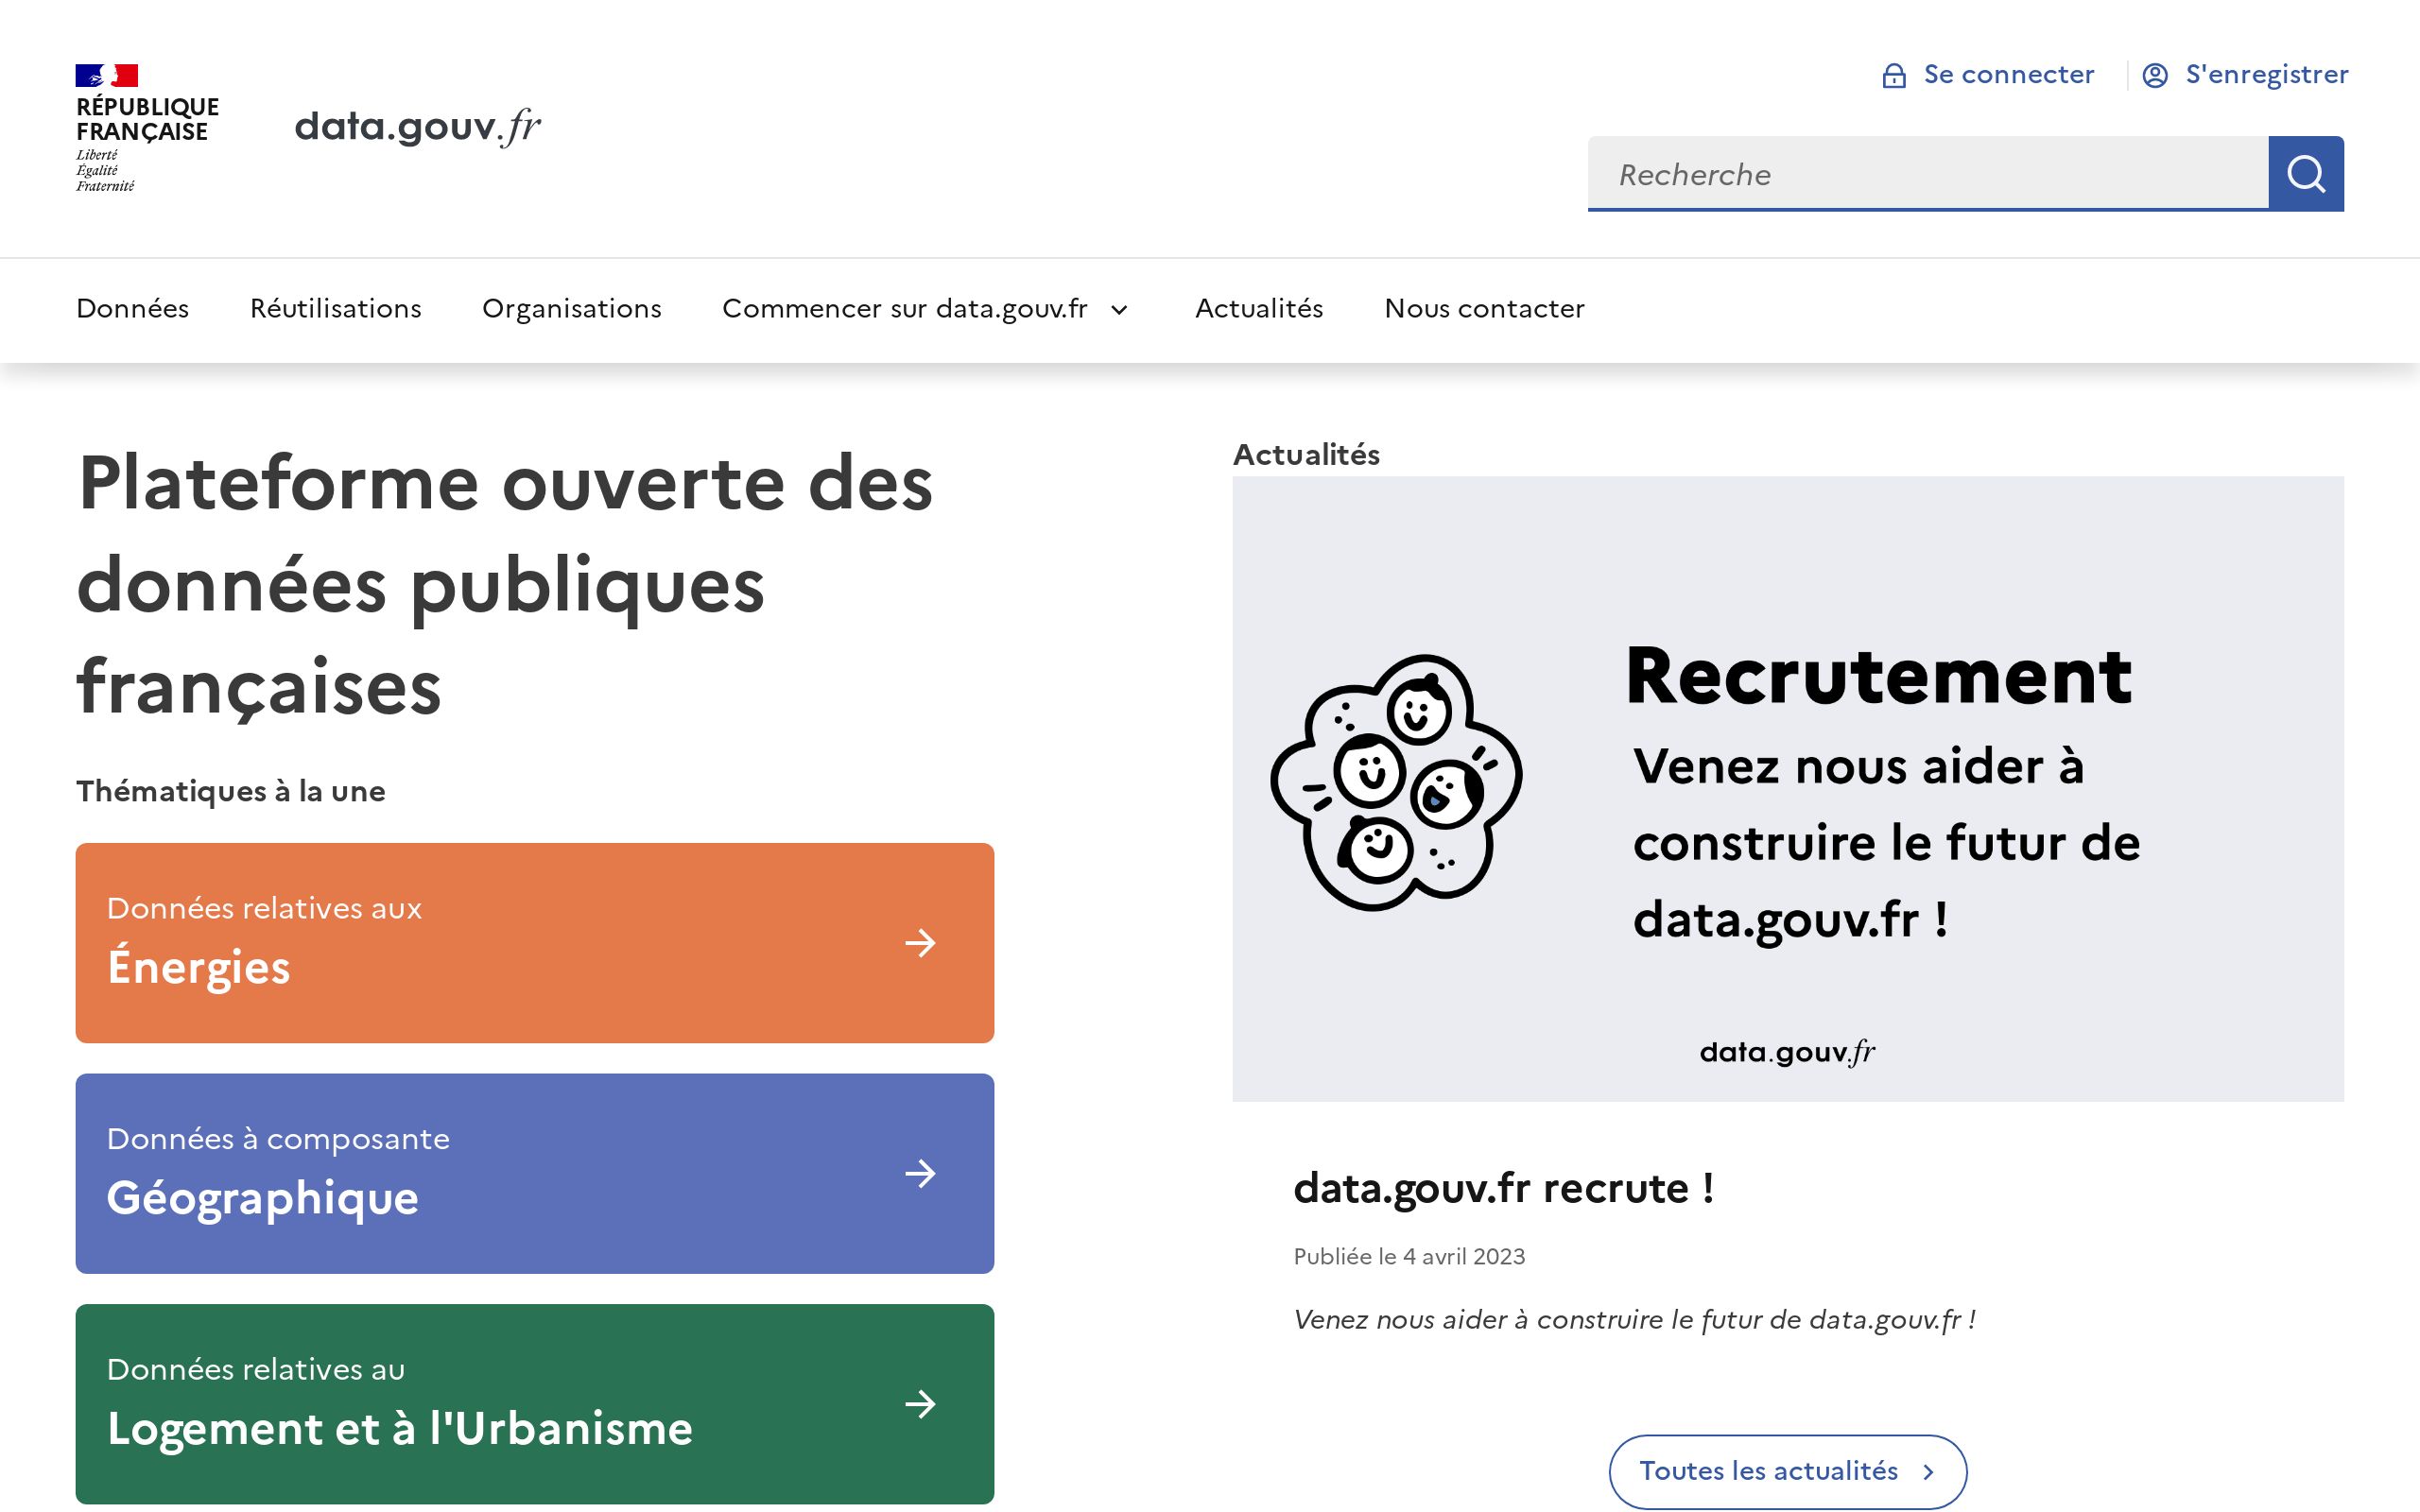 RÉPUBLIQUE
FRANÇAISE
Liberté
Égalité
Fraternité
data.gouv.fr
Se connecter
S'enregistrer
Recherche
Données
Réutilisations
Organisations
Commencer sur data.gouv.fr
Actualités
Nous contacter
Plateforme ouverte des
données publiques
françaises
Thématiques à la une
Données relatives aux
Énergies
Données à composante
Géographique
Données relatives au
Logement et à l'Urbanisme
Actualités
Recrutement
Venez nous aider à
construire le futur de
data.gouv.fr !
data.gouv.fr
data.gouv.fr recrute !
Publiée le 4 avril 2023
Venez nous aider à construire le futur de data.gouv.fr !
Toutes les actualités